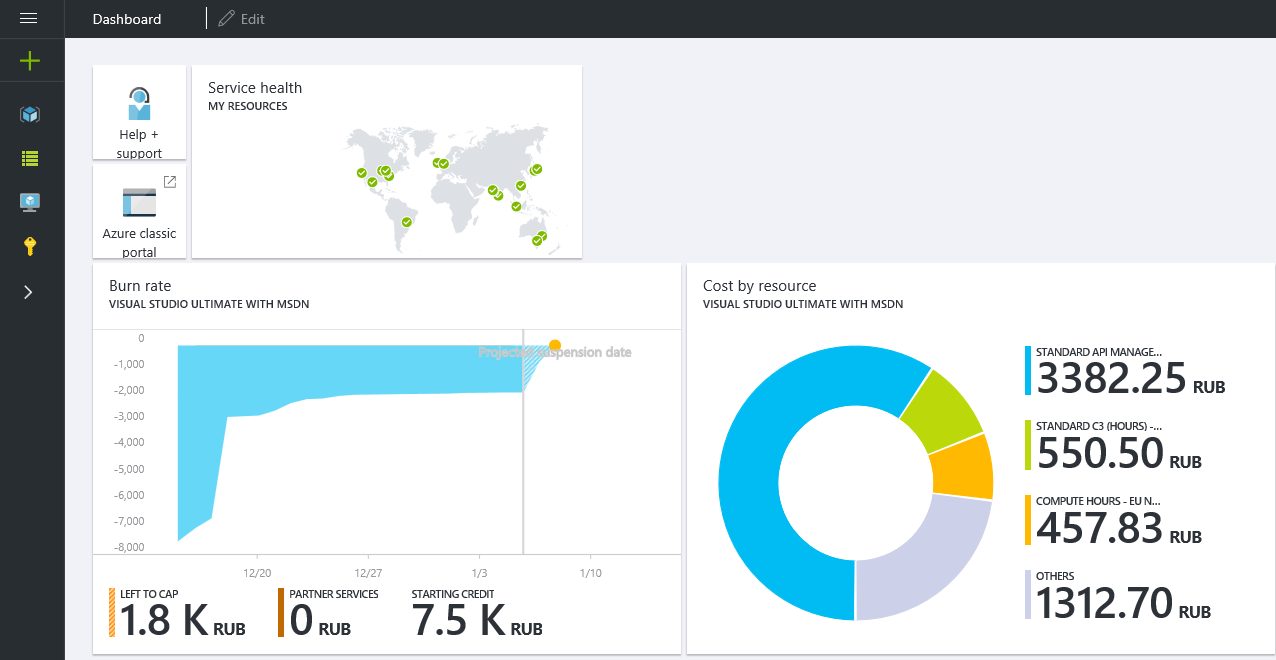 Dashboard
Edit
Help +
support
Service health
MY RESOURCES
Azure classic
portal
Burn rate
VISUAL STUDIO ULTIMATE WITH MSDN
0
-1,000
-2,000
-3,000
-4,000
-5,000
-6,000
-7,000
-8,000
Projected suspension date
12/20
12/27
1/3
1/10
LEFT TO CAP
1.8 K RUB
PARTNER SERVICES
0 RUB
STARTING CREDIT
7.5 K RUB
Cost by resource
VISUAL STUDIO ULTIMATE WITH MSDN
STANDARD API MANAGE...
3382.25 RUB
STANDARD C3 (HOURS) -...
550.50 RUB
COMPUTE HOURS - EU N...
457.83 RUB
OTHERS
1312.70 RUB